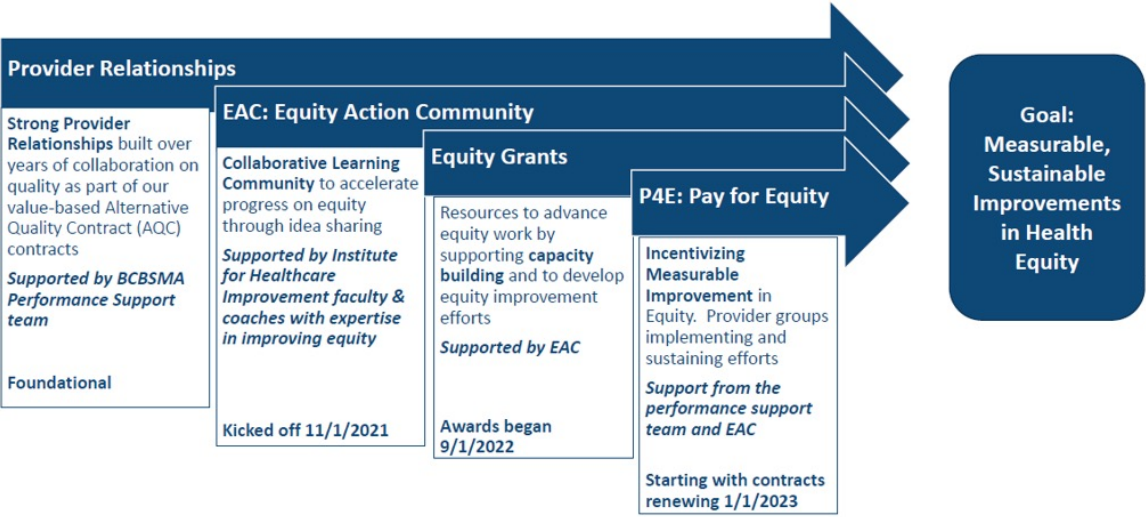 Provider Relationships
Strong Provider
Relationships built over
years of collaboration on
quality as part of our
value-based Alternative
Quality Contract (AQC)
contracts
Supported by BCBSMA
Performance Support
team
Foundational
EAC: Equity Action Community
Collaborative Learning
Community to accelerate
progress on equity
through idea sharing
Supported by Institute
for Healthcare
Improvement faculty &
coaches with expertise
in improving equity
Kicked off 11/1/2021
Equity Grants
Resources to advance
equity work by
supporting capacity
building and to develop
equity improvement
efforts
Supported by EAC
Awards began
9/1/2022
P4E: Pay for Equity
Incentivizing
Measurable
Improvement in
Equity.  Provider groups
implementing and
sustaining efforts
Support from the
performance support
team and EAC
Starting with contracts
renewing 1/1/2023
Goal:
Measurable,
Sustainable
Improvements
in Health
Equity